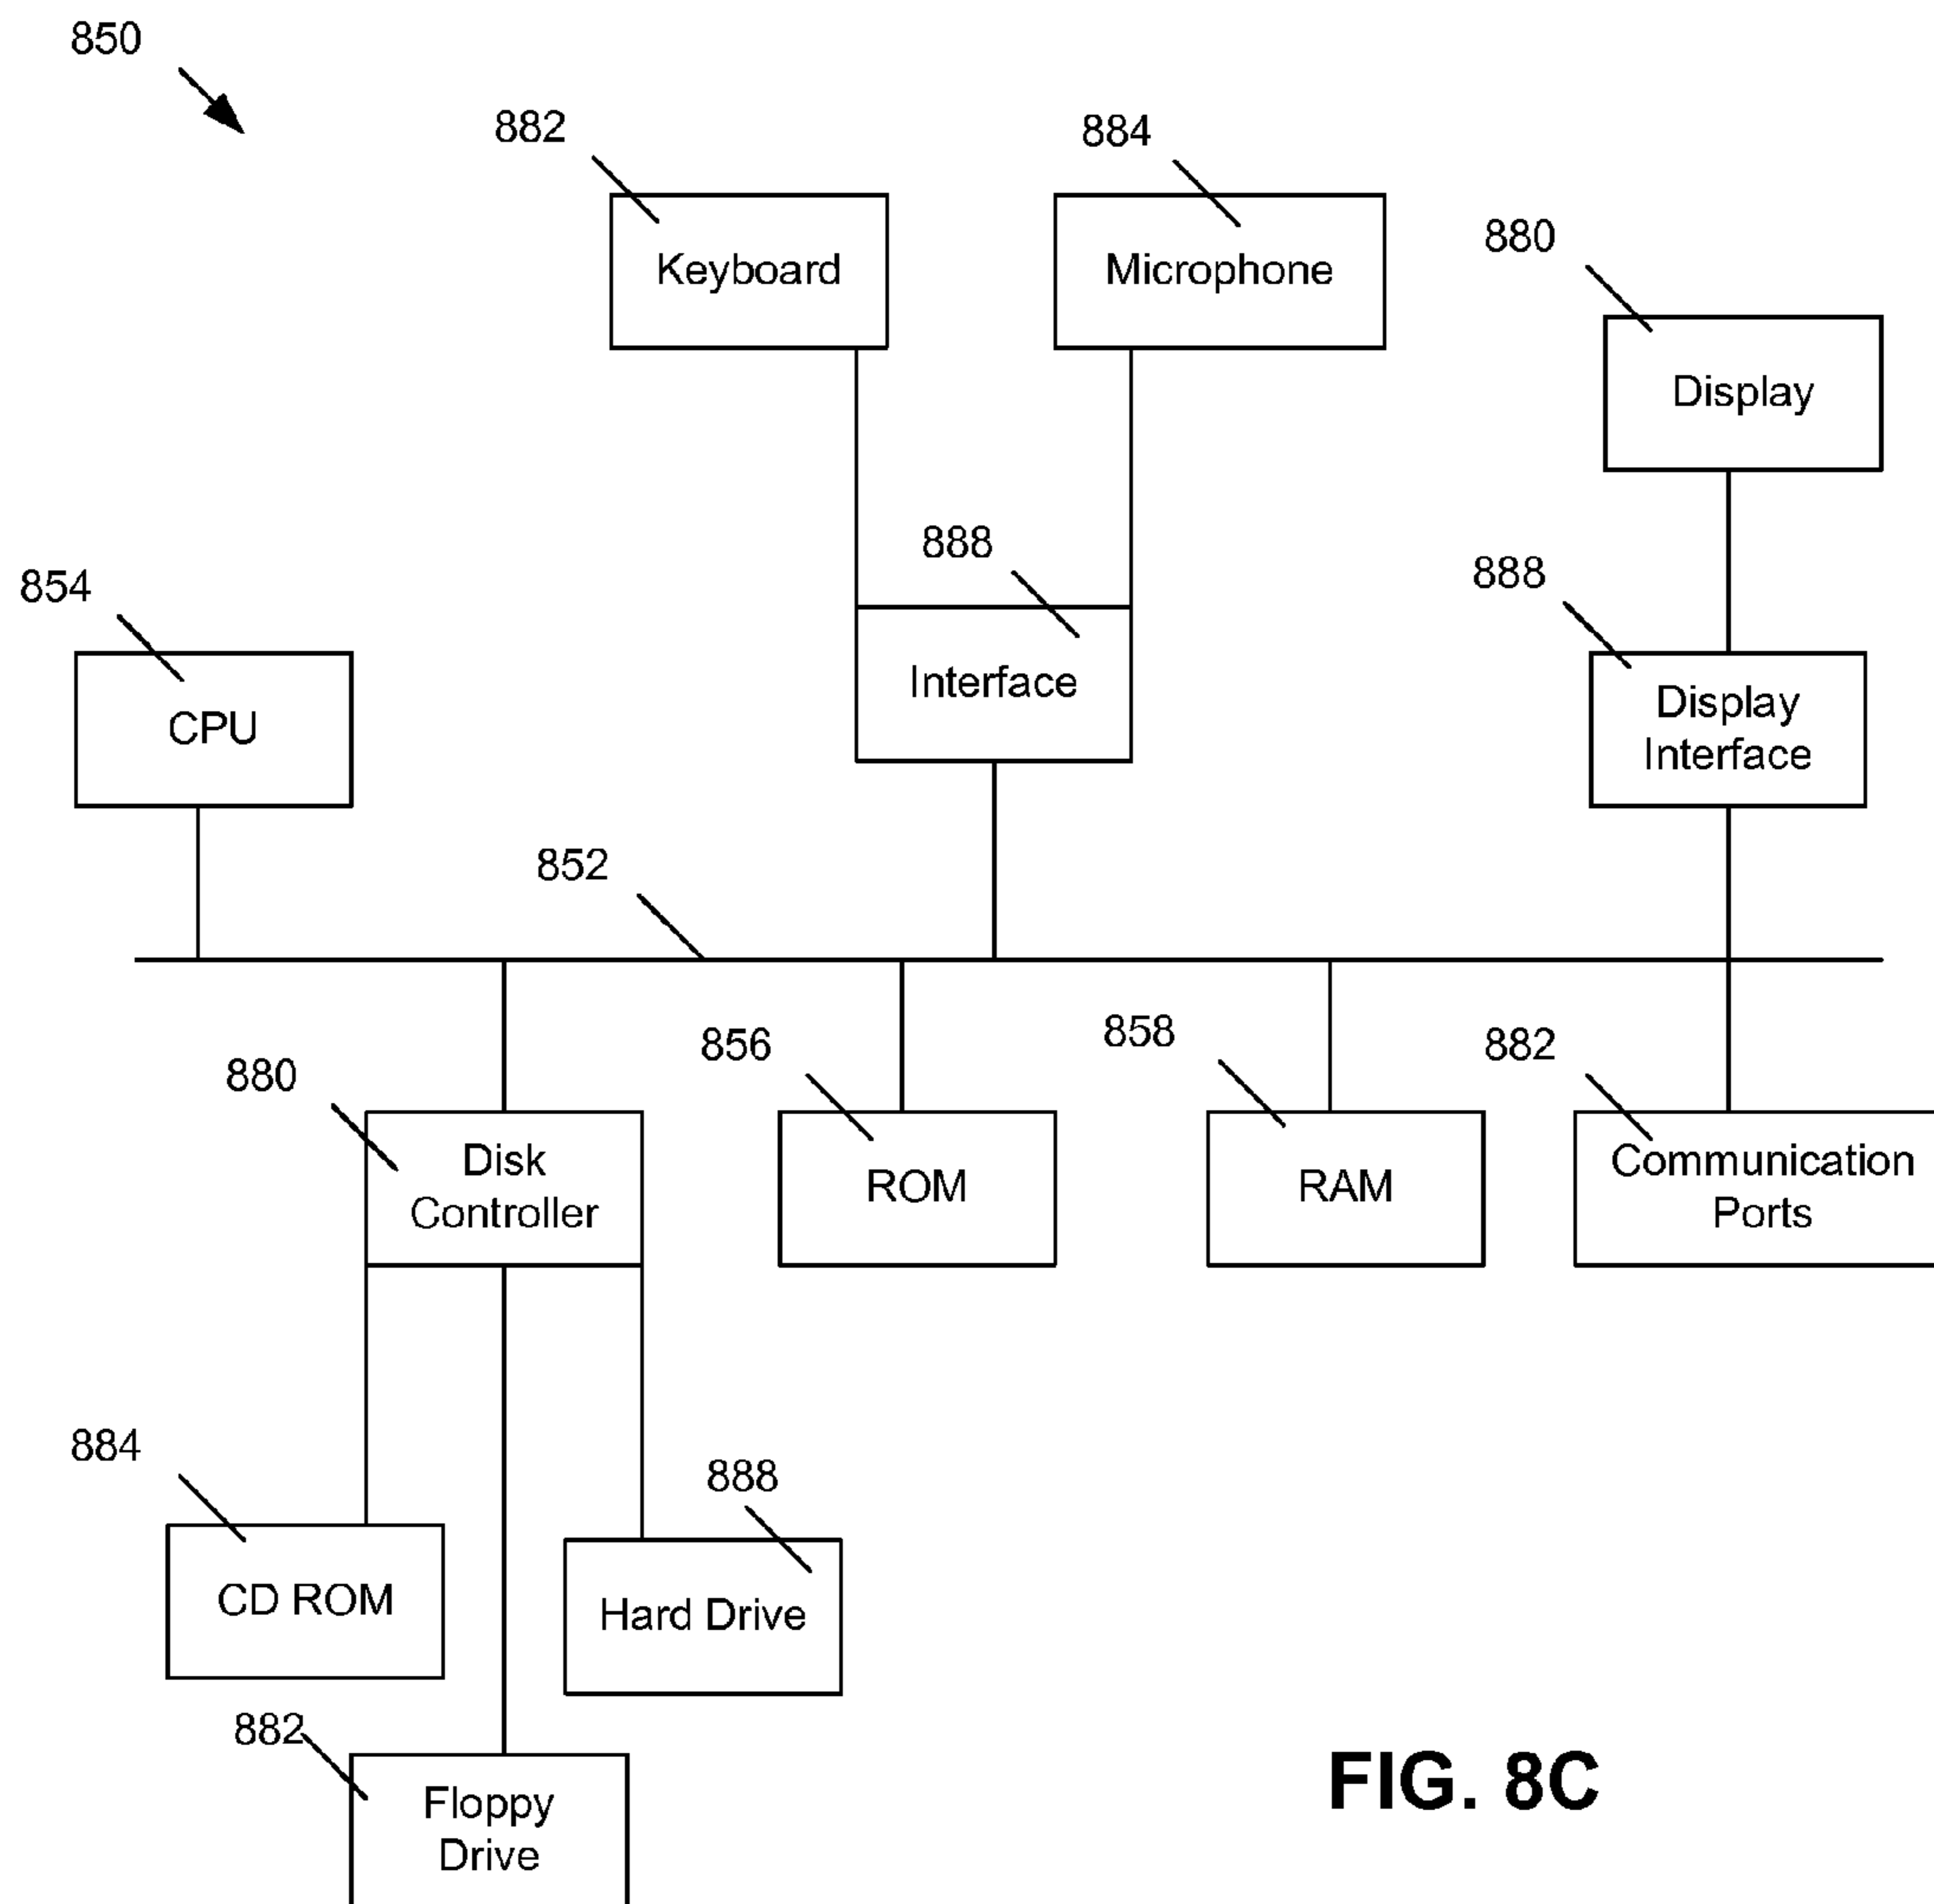 850
882
884
Keyboard
Microphone
880
Display
888
Interface
888
Display
Interface
854
CPU
852
880
Disk
Controller
856
ROM
858
RAM
882
Communication
Ports
884
CD ROM
888
Hard Drive
882
Floppy
Drive
FIG. 8C